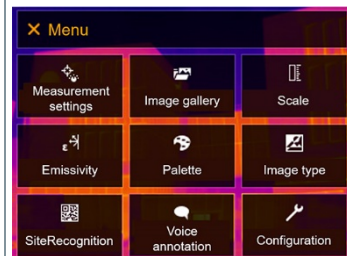 Menu
Measurement
settings
Image gallery
Scale
Emissivity
Palette
Image type
SiteRecognition
Voice
annotation
Configuration